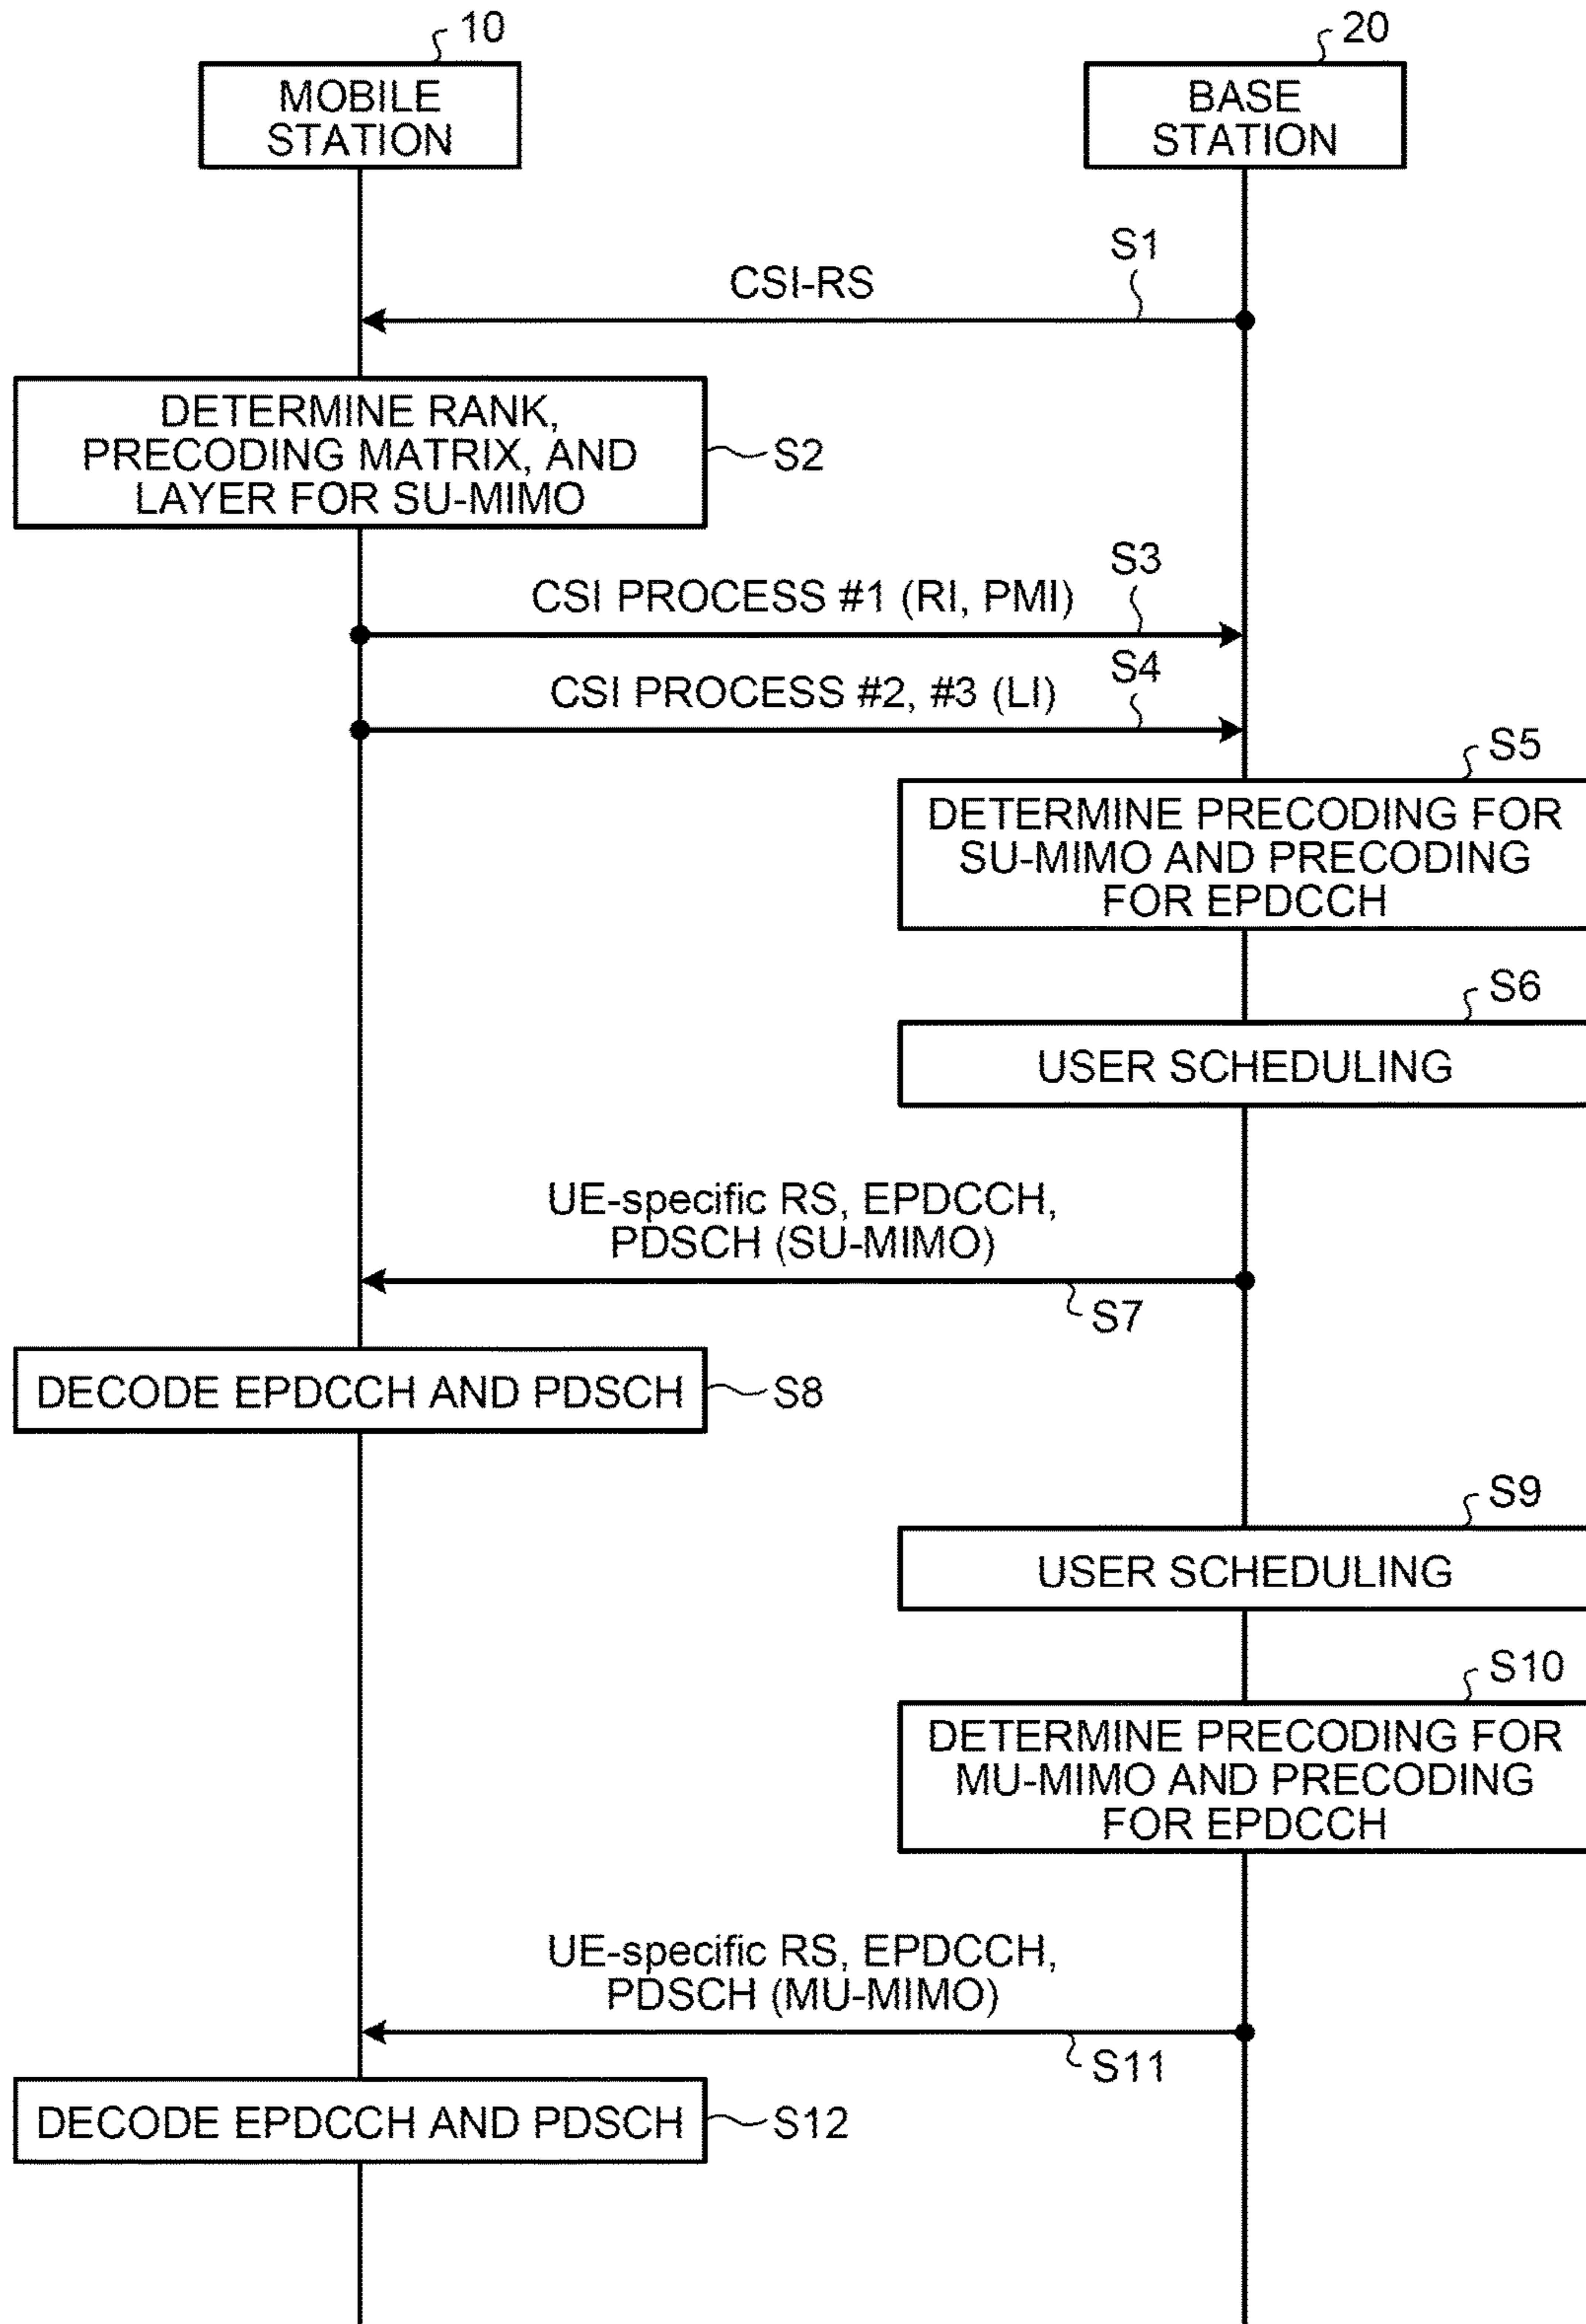 10
20
MOBILE
STATION
BASE
STATION
S1
CSI-RS
DETERMINE RANK,
PRECODING MATRIX, AND
LAYER FOR SU-MIMO
S2
S3
CSI PROCESS #1 (RI, PMI)
S4
CSI PROCESS #2, #3 (LI)
S5
DETERMINE PRECODING FOR
SU-MIMO AND PRECODING
FOR EPDCCH
S6
USER SCHEDULING
UE-specific RS, EPDCCH,
PDSCH (SU-MIMO)
S7
DECODE EPDCCH AND PDSCH
S8
S9
USER SCHEDULING
S10
DETERMINE PRECODING FOR
MU-MIMO AND PRECODING
FOR EPDCCH
UE-specific RS, EPDCCH,
PDSCH (MU-MIMO)
S11
DECODE EPDCCH AND PDSCH
S12